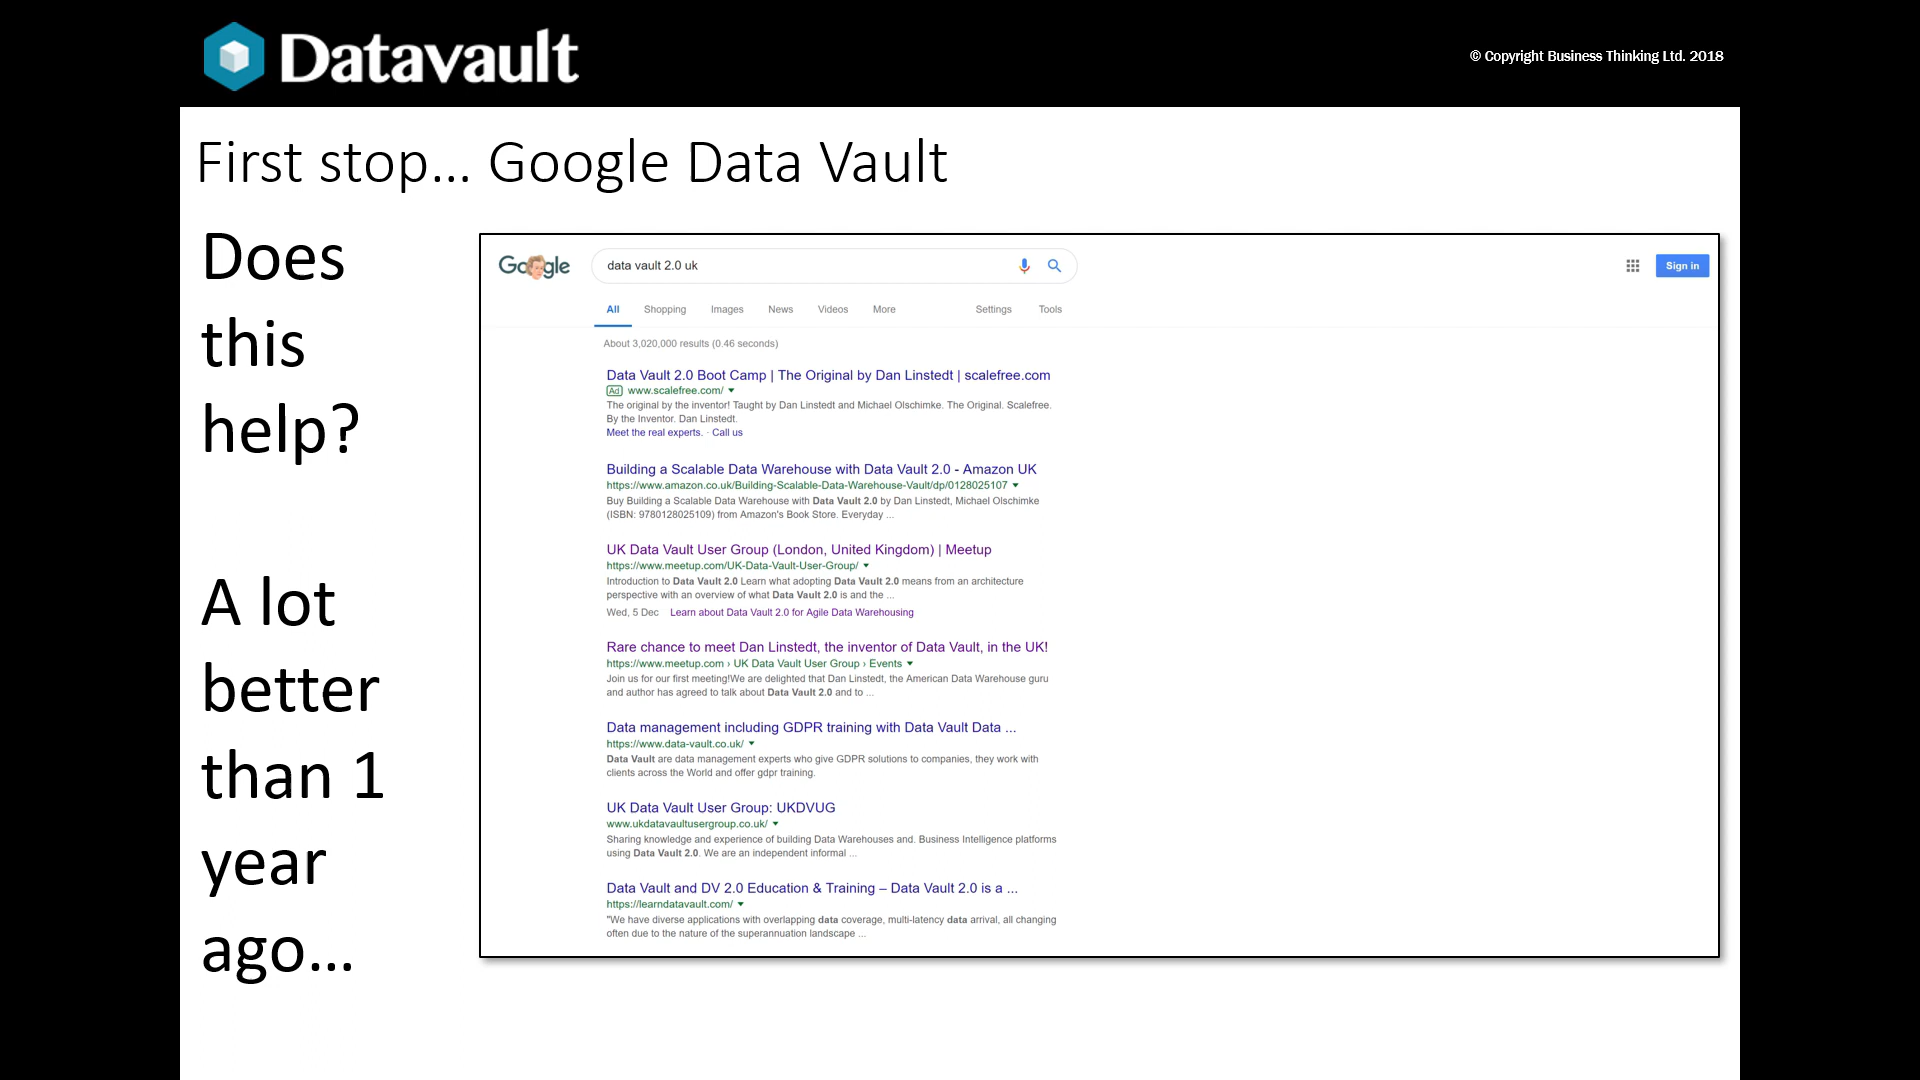 Datavault
© Copyright Business Thinking Ltd. 2018
First stop... Google Data Vault
Does
this
help?
A lot
better
than 1
year
ago...
Google
data vault 2.0 uk
Sign in
All Shopping Images News Videos More Settings Tools
About 3,020,000 results (0.46 seconds)
Data Vault 2.0 Boot Camp | The Original by Dan Linstedt | scalefree.com
Ad www.scalefree.com/
The original by the inventor! Taught by Dan Linstedt and Michael Olschimke. The Original. Scalefree.
By the Inventor. Dan Linstedt.
Meet the real experts. · Call us
Building a Scalable Data Warehouse with Data Vault 2.0 - Amazon UK
https://www.amazon.co.uk/Building-Scalable-Data-Warehouse-Vault/dp/0128025107
Buy Building a Scalable Data Warehouse with Data Vault 2.0 by Dan Linstedt, Michael Olschimke
(ISBN: 9780128025109) from Amazon's Book Store. Everyday ...
UK Data Vault User Group (London, United Kingdom) | Meetup
https://www.meetup.com/UK-Data-Vault-User-Group/
Introduction to Data Vault 2.0 Learn what adopting Data Vault 2.0 means from an architecture
perspective with an overview of what Data Vault 2.0 is and the ...
Wed, 5 Dec Learn about Data Vault 2.0 for Agile Data Warehousing
Rare chance to meet Dan Linstedt, the inventor of Data Vault, in the UK!
https://www.meetup.com › UK Data Vault User Group › Events
Join us for our first meeting!We are delighted that Dan Linstedt, the American Data Warehouse guru
and author has agreed to talk about Data Vault 2.0 and to ...
Data management including GDPR training with Data Vault Data ...
https://www.data-vault.co.uk/
Data Vault are data management experts who give GDPR solutions to companies, they work with
clients across the World and offer gdpr training.
UK Data Vault User Group: UKDVUG
www.ukdatavaultusergroup.co.uk/
Sharing knowledge and experience of building Data Warehouses and. Business Intelligence platforms
using Data Vault 2.0. We are an independent informal ...
Data Vault and DV 2.0 Education & Training – Data Vault 2.0 is a ...
https://learndatavault.com/
"We have diverse applications with overlapping data coverage, multi-latency data arrival, all changing
often due to the nature of the superannuation landscape ...